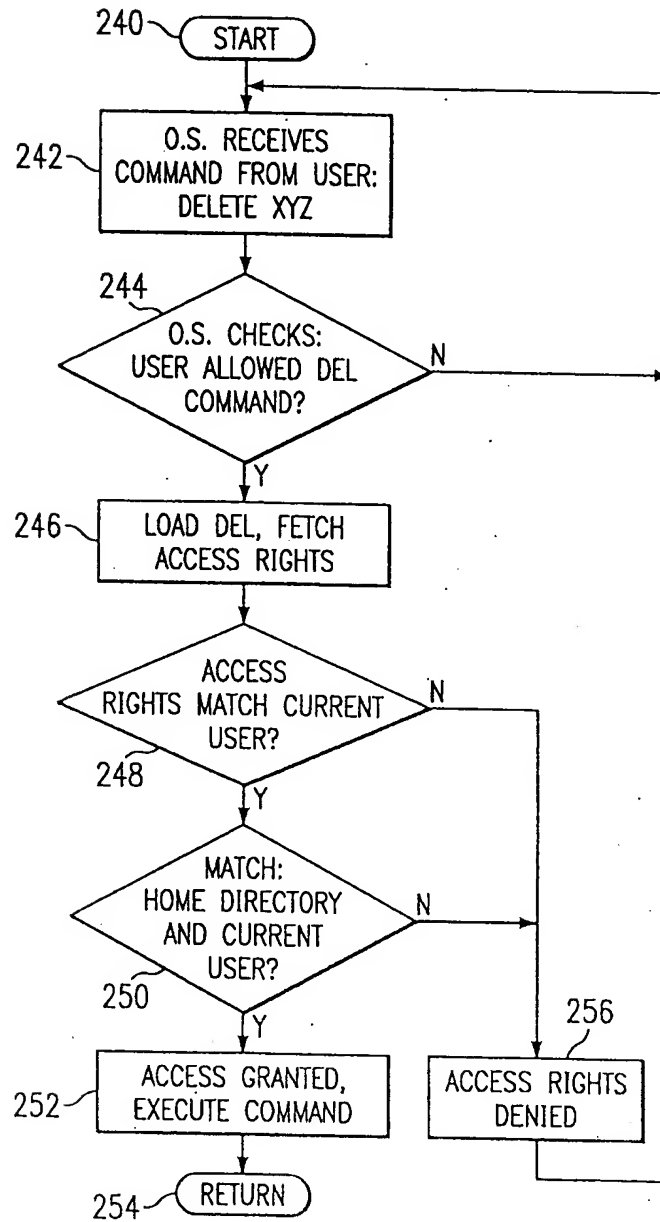 240
START
242
O.S. RECEIVES
COMMAND FROM USER:
DELETE XYZ
244
O.S. CHECKS:
USER ALLOWED DEL
COMMAND?
N
Y
246
LOAD DEL, FETCH
ACCESS RIGHTS
ACCESS
RIGHTS MATCH CURRENT
USER?
N
248
Y
MATCH:
HOME DIRECTORY
AND CURRENT
USER?
N
250
Y
252
ACCESS GRANTED,
EXECUTE COMMAND
256
ACCESS RIGHTS
DENIED
254
RETURN